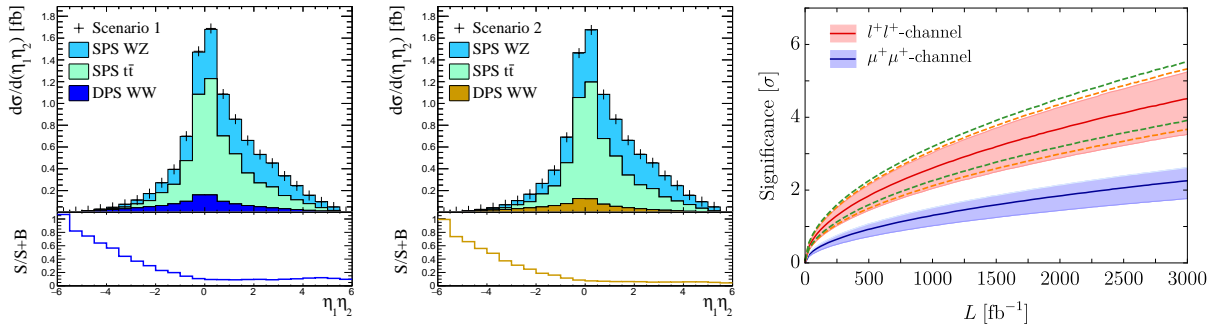 dσ/d(η₁η₂) [fb]
1.8
1.6
1.4
1.2
1.0
0.8
0.6
0.4
0.2
Scenario 1
SPS WZ
SPS tt̄
DPS WW
S/S+B
1
0.8
0.6
0.4
0.2
0
-6 -4 -2 0 2 4 6
η₁η₂
dσ/d(η₁η₂) [fb]
1.8
1.6
1.4
1.2
1.0
0.8
0.6
0.4
0.2
Scenario 2
SPS WZ
SPS tt̄
DPS WW
S/S+B
1
0.8
0.6
0.4
0.2
0
-6 -4 -2 0 2 4 6
η₁η₂
Significance [σ]
6
4
2
0
l⁺l⁺-channel
μ⁺μ⁺-channel
0 500 1000 1500 2000 2500 3000
L [fb⁻¹]